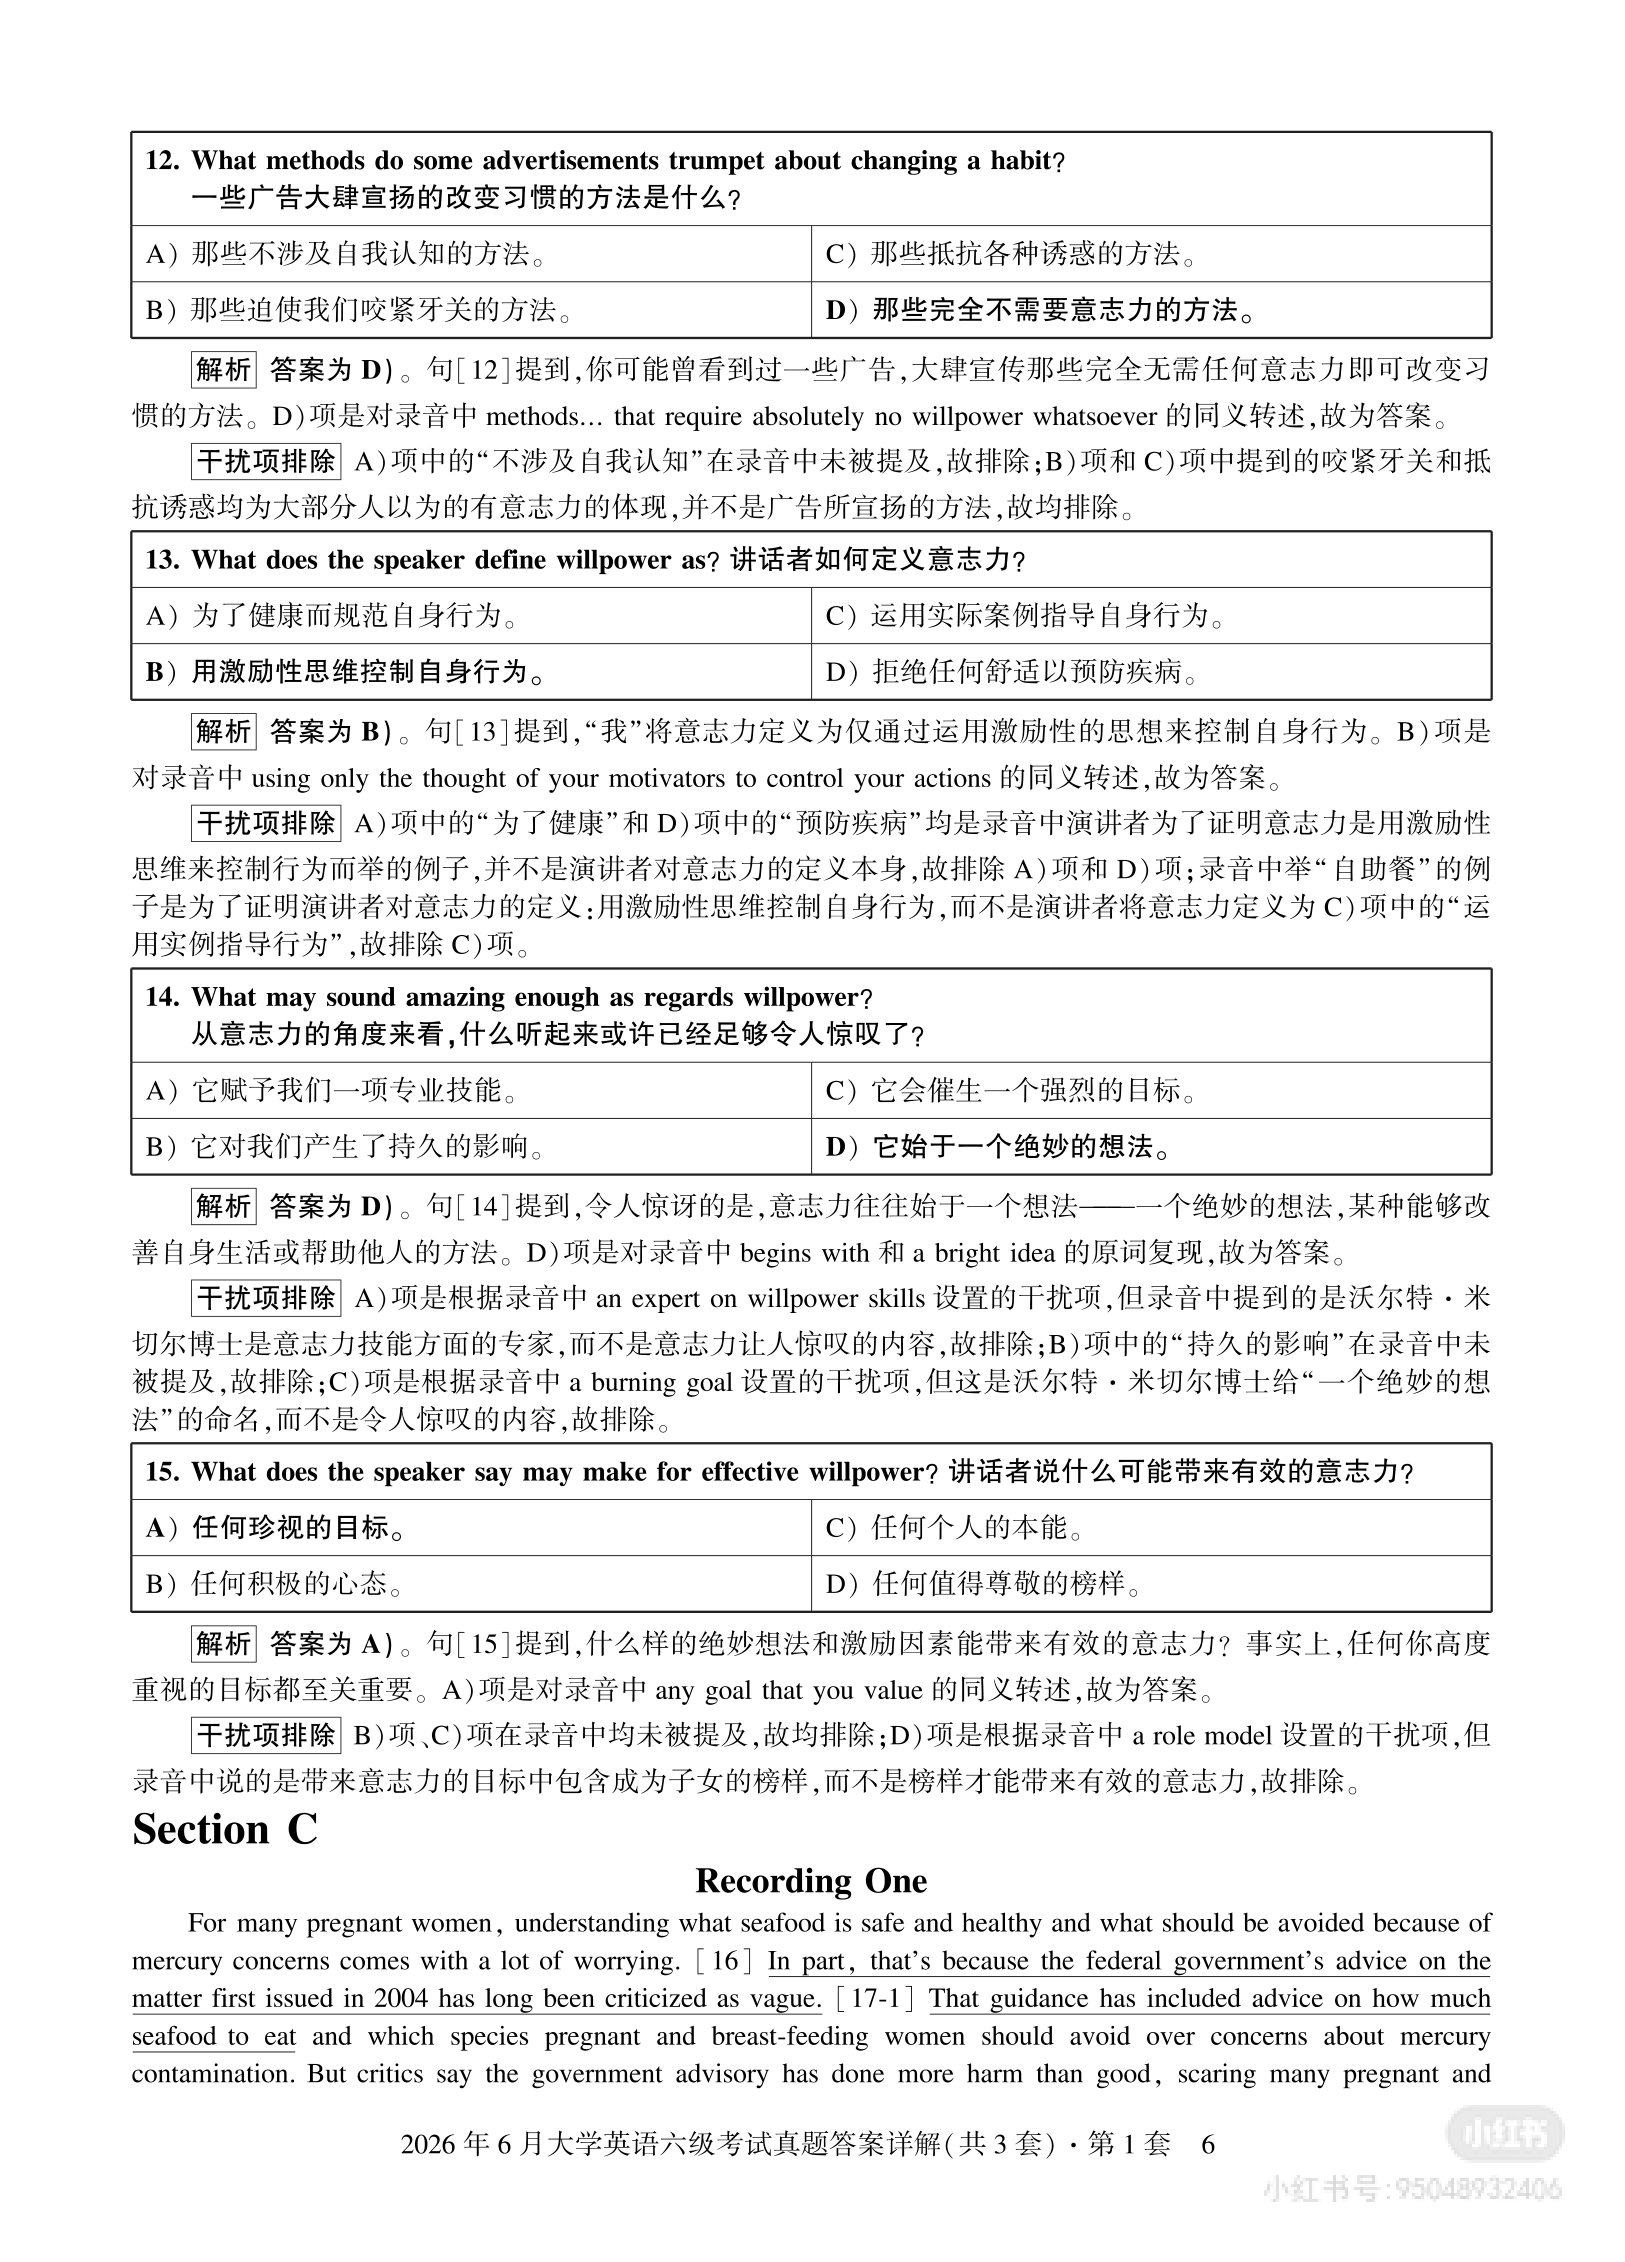 12. What methods do some advertisements trumpet about changing a habit?
一些广告大肆宣扬的改变习惯的方法是什么?
A) 那些不涉及自我认知的方法。
C) 那些抵抗各种诱惑的方法。
B) 那些迫使我们咬紧牙关的方法。
D) 那些完全不需要意志力的方法。
解析 答案为 D)。句[12]提到,你可能曾看到过一些广告,大肆宣传那些完全无需任何意志力即可改变习
惯的方法。D)项是对录音中 methods… that require absolutely no willpower whatsoever 的同义转述,故为答案。
干扰项排除 A)项中的“不涉及自我认知”在录音中未被提及,故排除;B)项和 C)项中提到的咬紧牙关和抵
抗诱惑均为大部分人以为的有意志力的体现,并不是广告所宣扬的方法,故均排除。
13. What does the speaker define willpower as? 讲话者如何定义意志力?
A) 为了健康而规范自身行为。
C) 运用实际案例指导自身行为。
B) 用激励性思维控制自身行为。
D) 拒绝任何舒适以预防疾病。
解析 答案为 B)。句[13]提到,“我”将意志力定义为仅通过运用激励性的思想来控制自身行为。B)项是
对录音中 using only the thought of your motivators to control your actions 的同义转述,故为答案。
干扰项排除 A)项中的“为了健康”和 D)项中的“预防疾病”均是录音中演讲者为了证明意志力是用激励性
思维来控制行为而举的例子,并不是演讲者对意志力的定义本身,故排除 A)项和 D)项;录音中举“自助餐”的例
子是为了证明演讲者对意志力的定义:用激励性思维控制自身行为,而不是演讲者将意志力定义为 C)项中的“运
用实例指导行为”,故排除 C)项。
14. What may sound amazing enough as regards willpower?
从意志力的角度来看,什么听起来或许已经足够令人惊叹了?
A) 它赋予我们一项专业技能。
C) 它会催生一个强烈的目标。
B) 它对我们产生了持久的影响。
D) 它始于一个绝妙的想法。
解析 答案为 D)。句[14]提到,令人惊讶的是,意志力往往始于一个想法——一个绝妙的想法,某种能够改
善自身生活或帮助他人的方法。D)项是对录音中 begins with 和 a bright idea 的原词复现,故为答案。
干扰项排除 A)项是根据录音中 an expert on willpower skills 设置的干扰项,但录音中提到的是沃尔特·米
切尔博士是意志力技能方面的专家,而不是意志力让人惊叹的内容,故排除;B)项中的“持久的影响”在录音中未
被提及,故排除;C)项是根据录音中 a burning goal 设置的干扰项,但这是沃尔特·米切尔博士给“一个绝妙的想
法”的命名,而不是令人惊叹的内容,故排除。
15. What does the speaker say may make for effective willpower? 讲话者说什么可能带来有效的意志力?
A) 任何珍视的目标。
C) 任何个人的本能。
B) 任何积极的心态。
D) 任何值得尊敬的榜样。
解析 答案为 A)。句[15]提到,什么样的绝妙想法和激励因素能带来有效的意志力? 事实上,任何你高度
重视的目标都至关重要。A)项是对录音中 any goal that you value 的同义转述,故为答案。
干扰项排除 B)项、C)项在录音中均未被提及,故均排除;D)项是根据录音中 a role model 设置的干扰项,但
录音中说的是带来意志力的目标中包含成为子女的榜样,而不是榜样才能带来有效的意志力,故排除。
Section C
Recording One
For many pregnant women, understanding what seafood is safe and healthy and what should be avoided because of
mercury concerns comes with a lot of worrying. [16] In part, that's because the federal government's advice on the
matter first issued in 2004 has long been criticized as vague. [17-1] That guidance has included advice on how much
seafood to eat and which species pregnant and breast-feeding women should avoid over concerns about mercury
contamination. But critics say the government advisory has done more harm than good, scaring many pregnant and
2026 年 6 月大学英语六级考试真题答案详解(共 3 套)·第 1 套 6
小红书
小红书号:95048932406